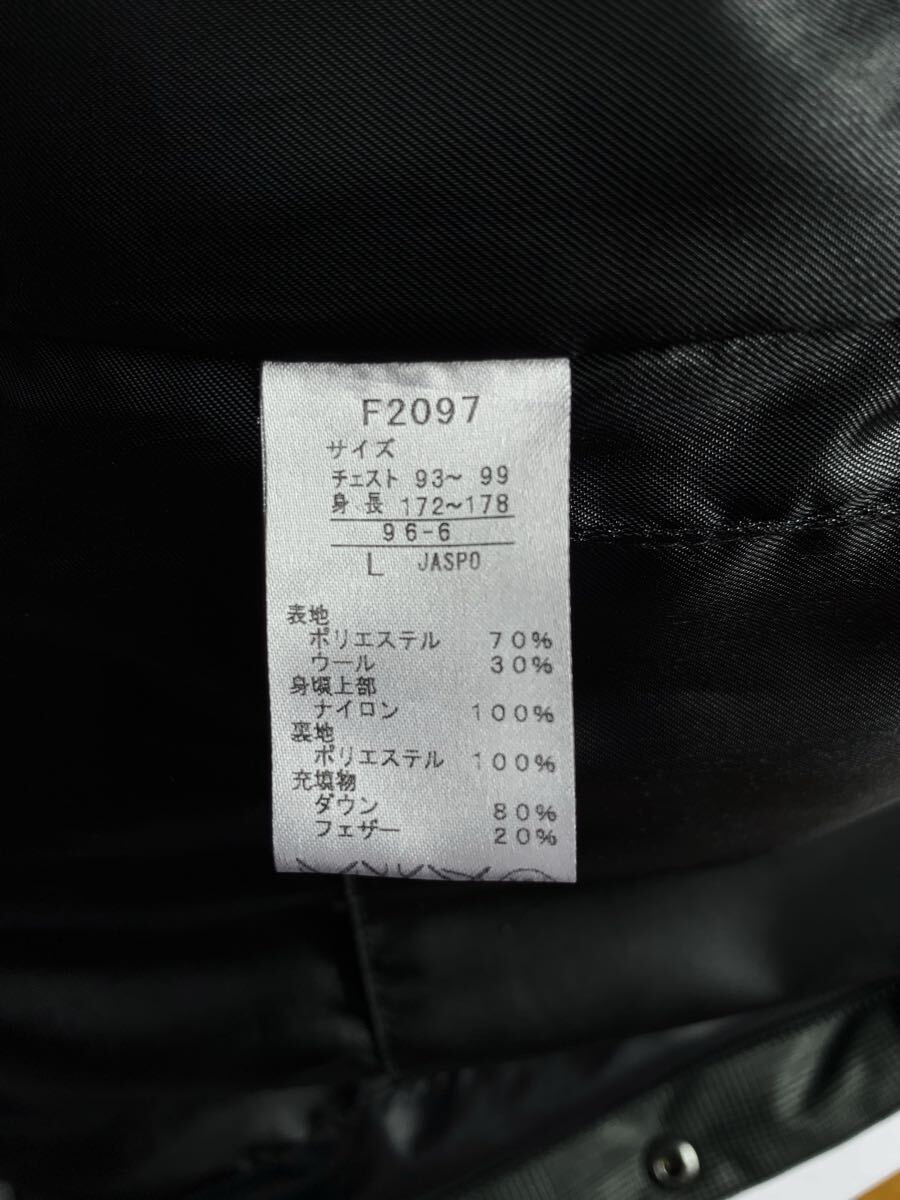 F2097
サイズ
チェスト 93～ 99
身 長 172～178
96-6
L JASPO
表地
ポリエステル 70%
ウール 30%
身頃上部
ナイロン 100%
裏地
ポリエステル 100%
充填物
ダウン 80%
フェザー 20%